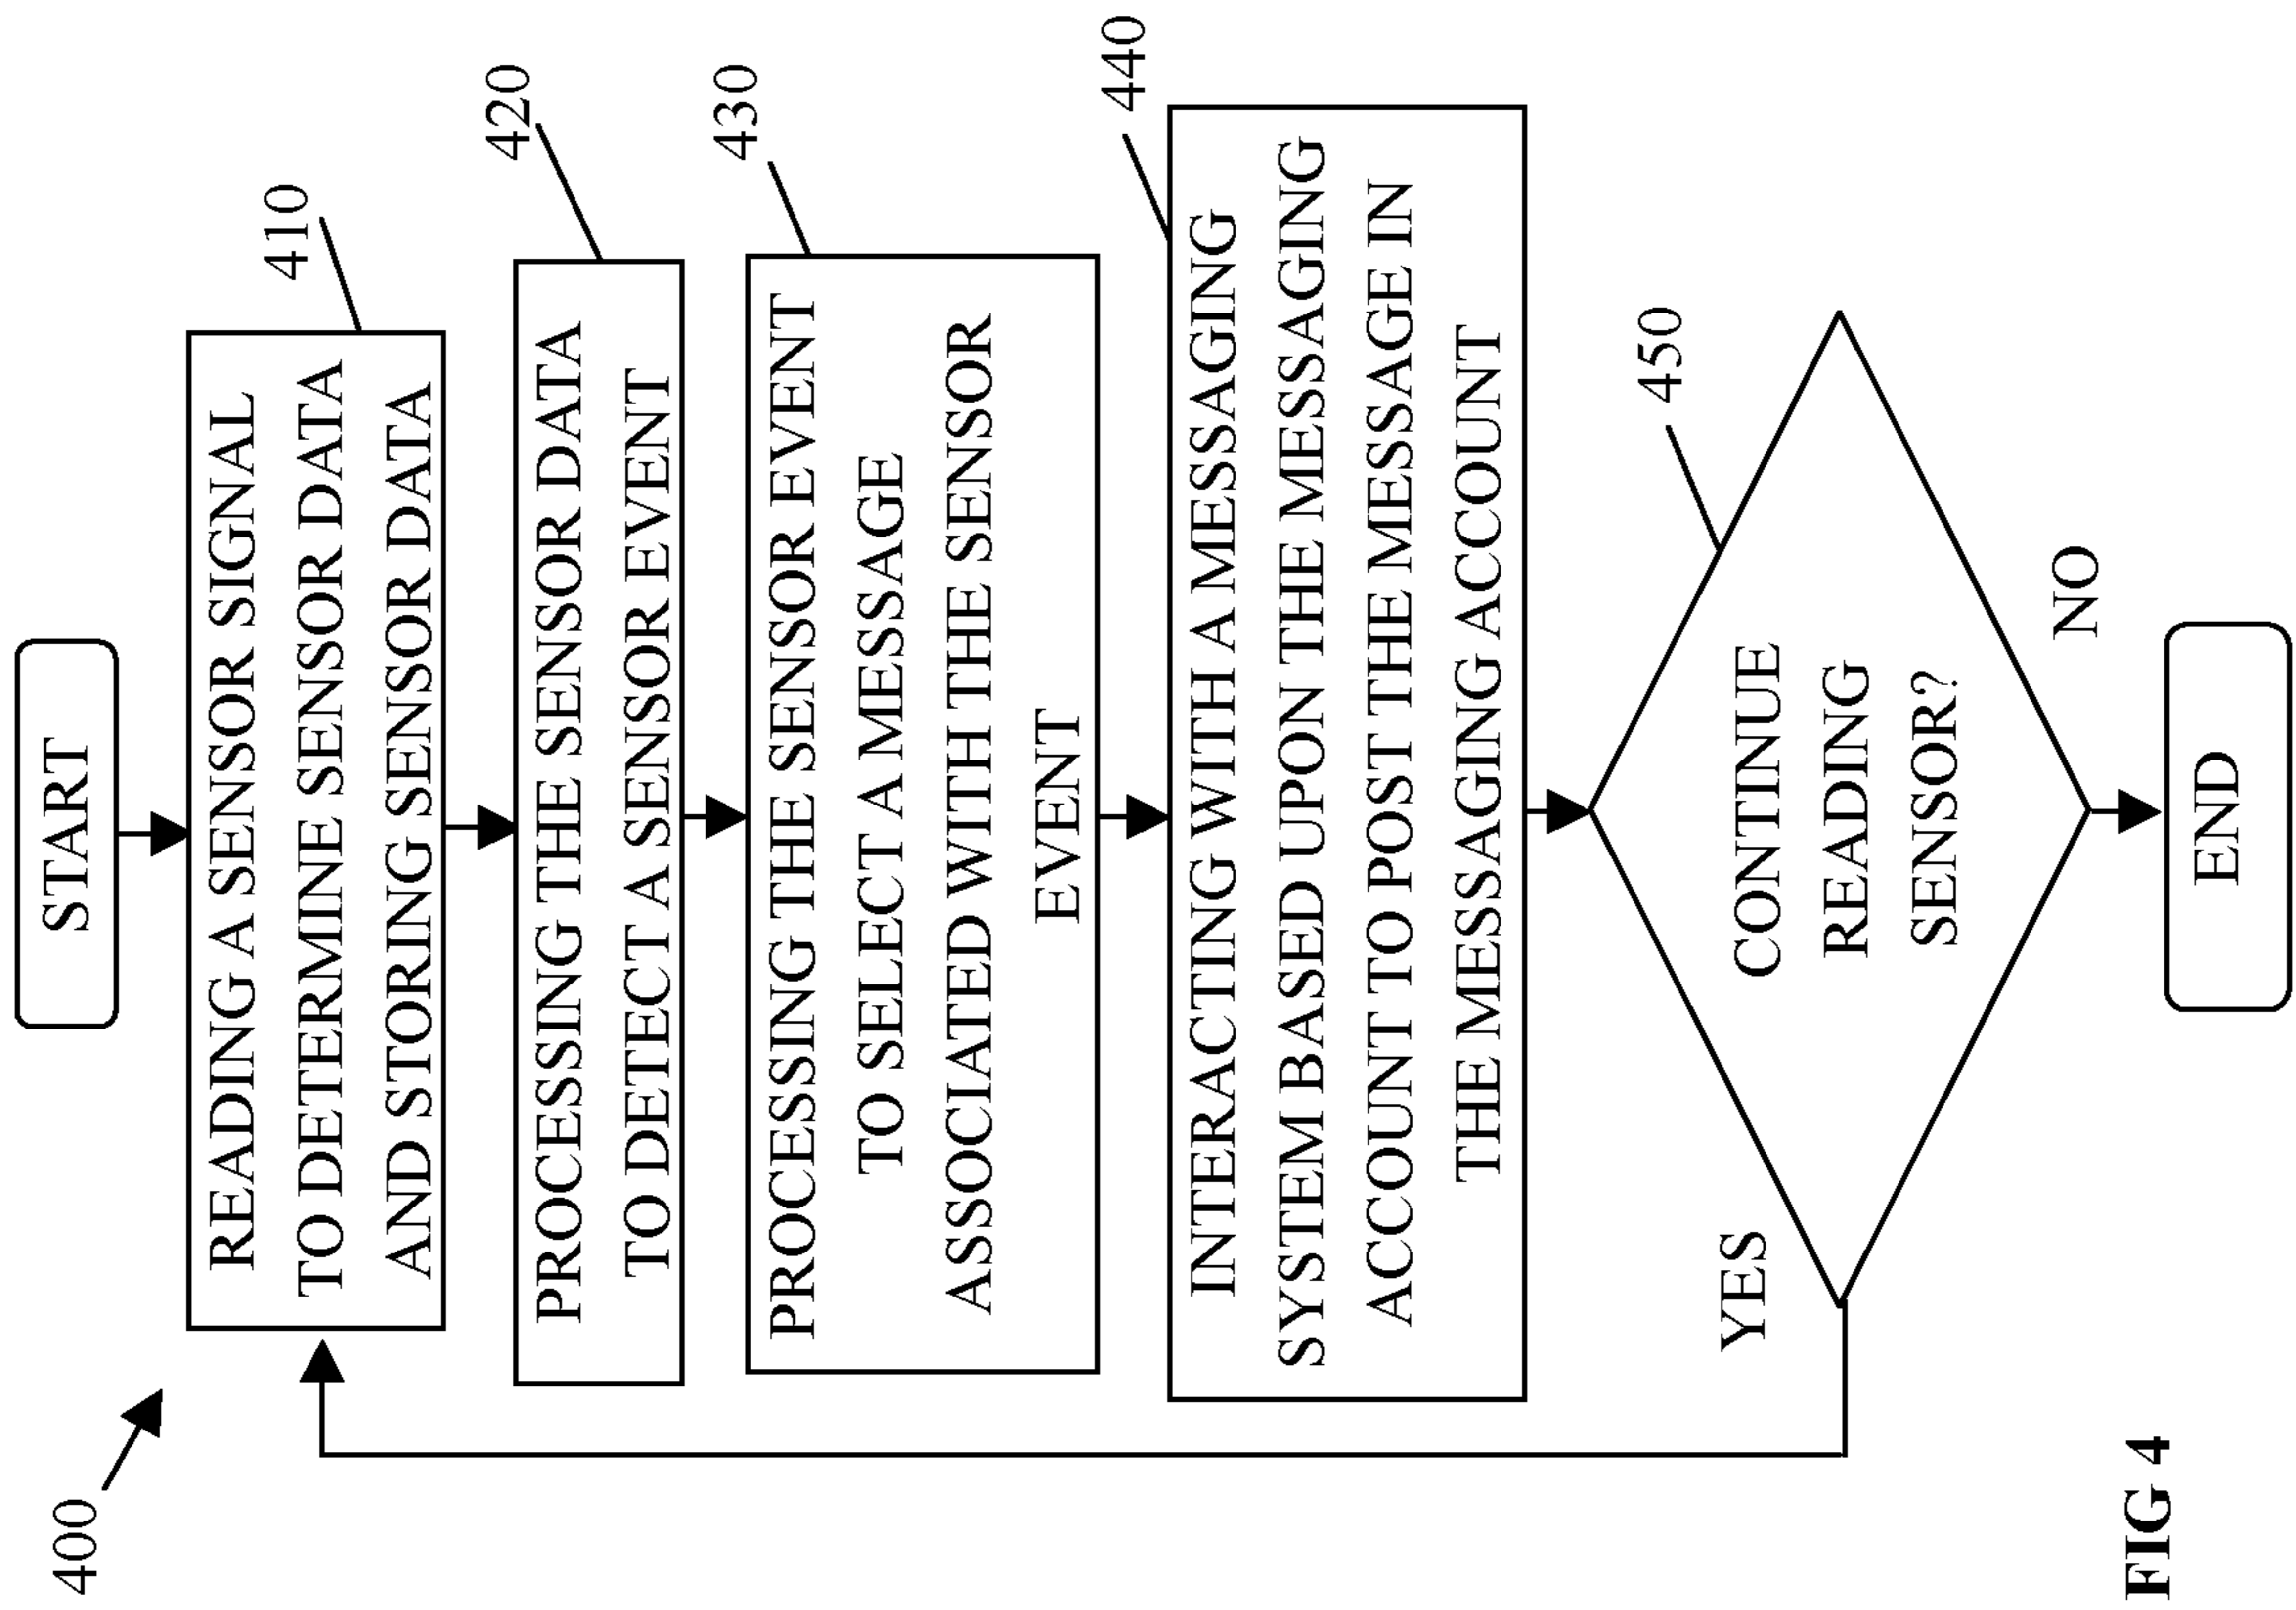 400
START
READING A SENSOR SIGNAL
TO DETERMINE SENSOR DATA
AND STORING SENSOR DATA
410
PROCESSING THE SENSOR DATA
TO DETECT A SENSOR EVENT
420
PROCESSING THE SENSOR EVENT
TO SELECT A MESSAGE
ASSOCIATED WITH THE SENSOR
EVENT
430
INTERACTING WITH A MESSAGING
SYSTEM BASED UPON THE MESSAGING
ACCOUNT TO POST THE MESSAGE IN
THE MESSAGING ACCOUNT
440
CONTINUE
READING
SENSOR?
450
YES
NO
END
FIG 4